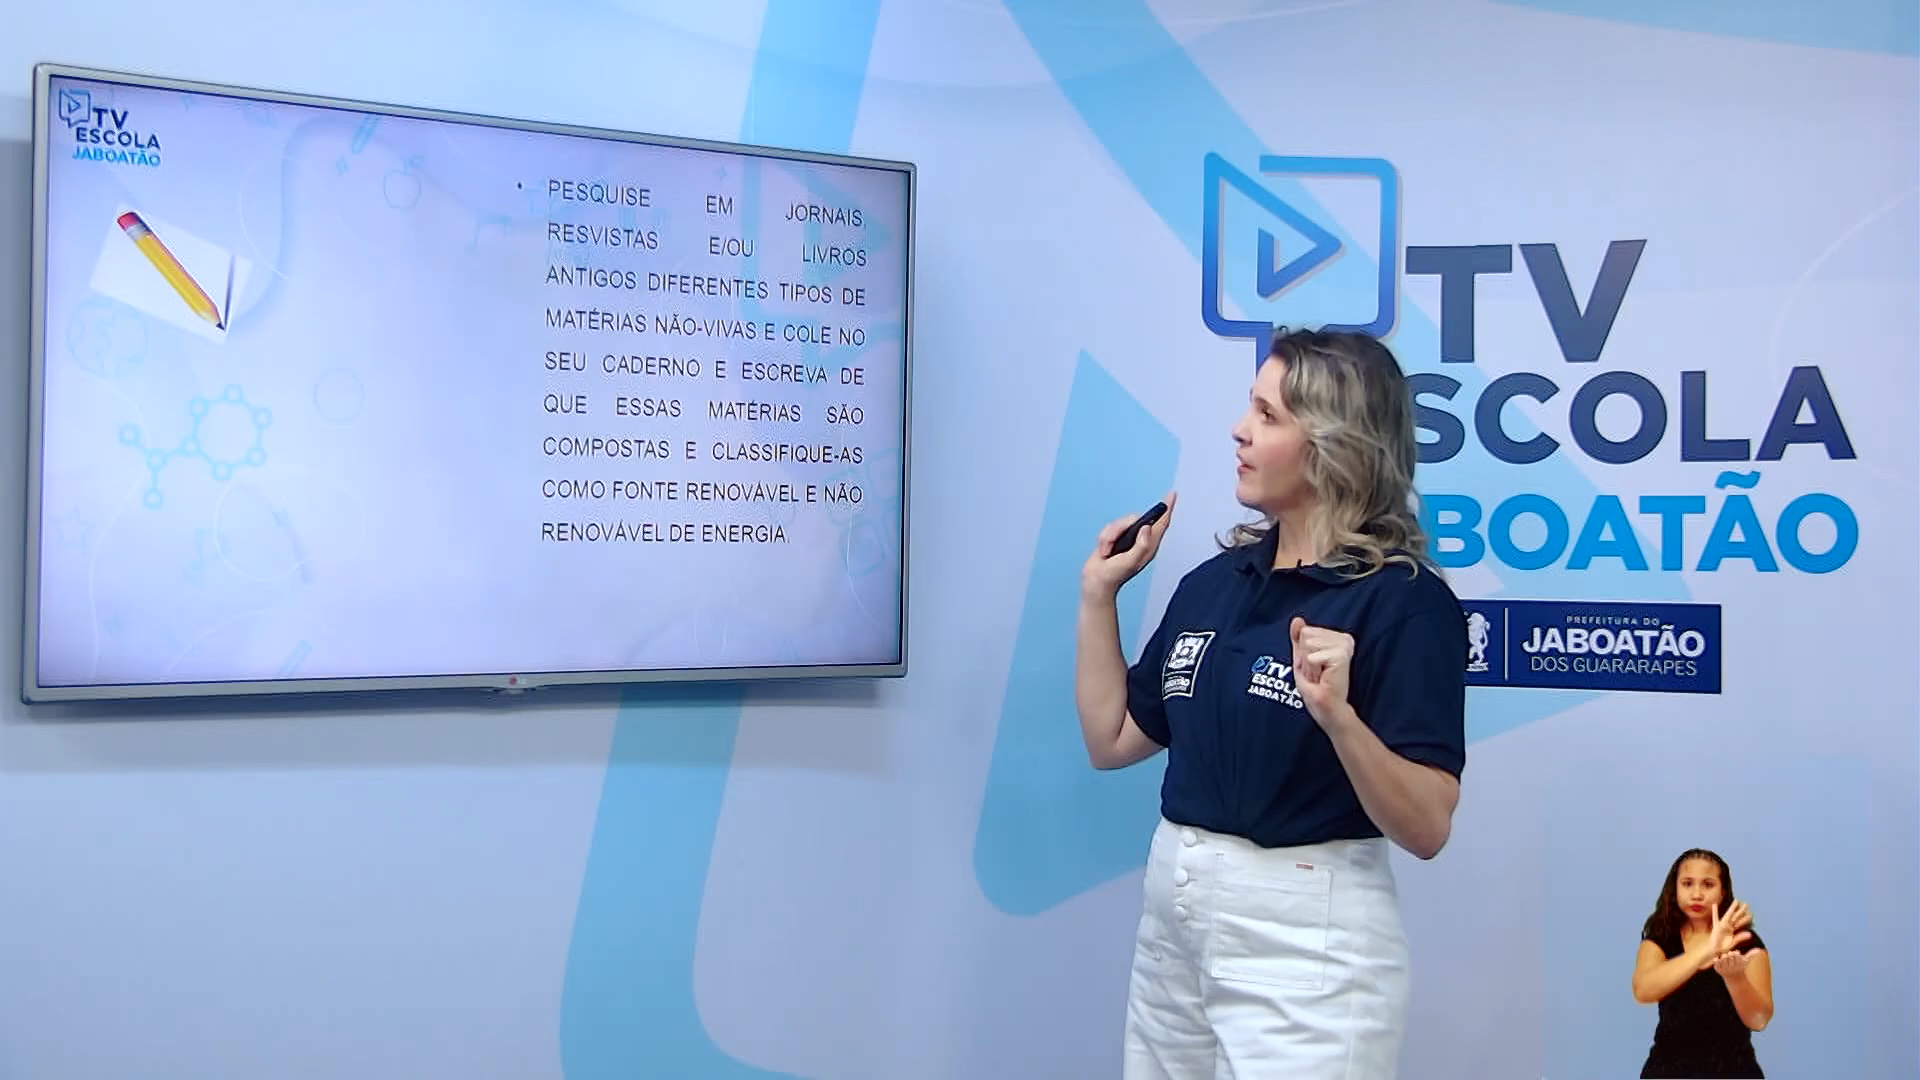 TV
ESCOLA
JABOATÃO
• PESQUISE EM JORNAIS,
RESVISTAS E/OU LIVROS
ANTIGOS DIFERENTES TIPOS DE
MATÉRIAS NÃO-VIVAS E COLE NO
SEU CADERNO E ESCREVA DE
QUE ESSAS MATÉRIAS SÃO
COMPOSTAS E CLASSIFIQUE-AS
COMO FONTE RENOVÁVEL E NÃO
RENOVÁVEL DE ENERGIA.
LG
TV
SCOLA
BOATÃO
PREFEITURA DO
JABOATÃO
DOS GUARARAPES
TV
ESCOLA
JABOATÃO